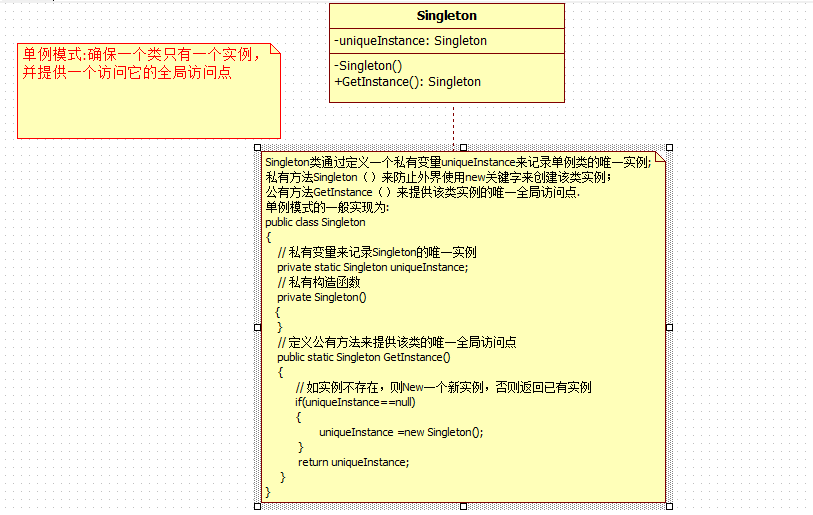 单例模式:确保一个类只有一个实例,
并提供一个访问它的全局访问点
Singleton
-uniqueInstance: Singleton
-Singleton()
+GetInstance(): Singleton
Singleton类通过定义一个私有变量uniqueInstance来记录单例类的唯一实例;
私有方法Singleton（）来防止外界使用new关键字来创建该类实例；
公有方法GetInstance（）来提供该类实例的唯一全局访问点.
单例模式的一般实现为:
public class Singleton
{
// 私有变量来记录Singleton的唯一实例
private static Singleton uniqueInstance;
// 私有构造函数
private Singleton()
{
}
// 定义公有方法来提供该类的唯一全局访问点
public static Singleton GetInstance()
{
// 如实例不存在，则New一个新实例，否则返回已有实例
if(uniqueInstance==null)
{
uniqueInstance =new Singleton();
}
return uniqueInstance;
}
}